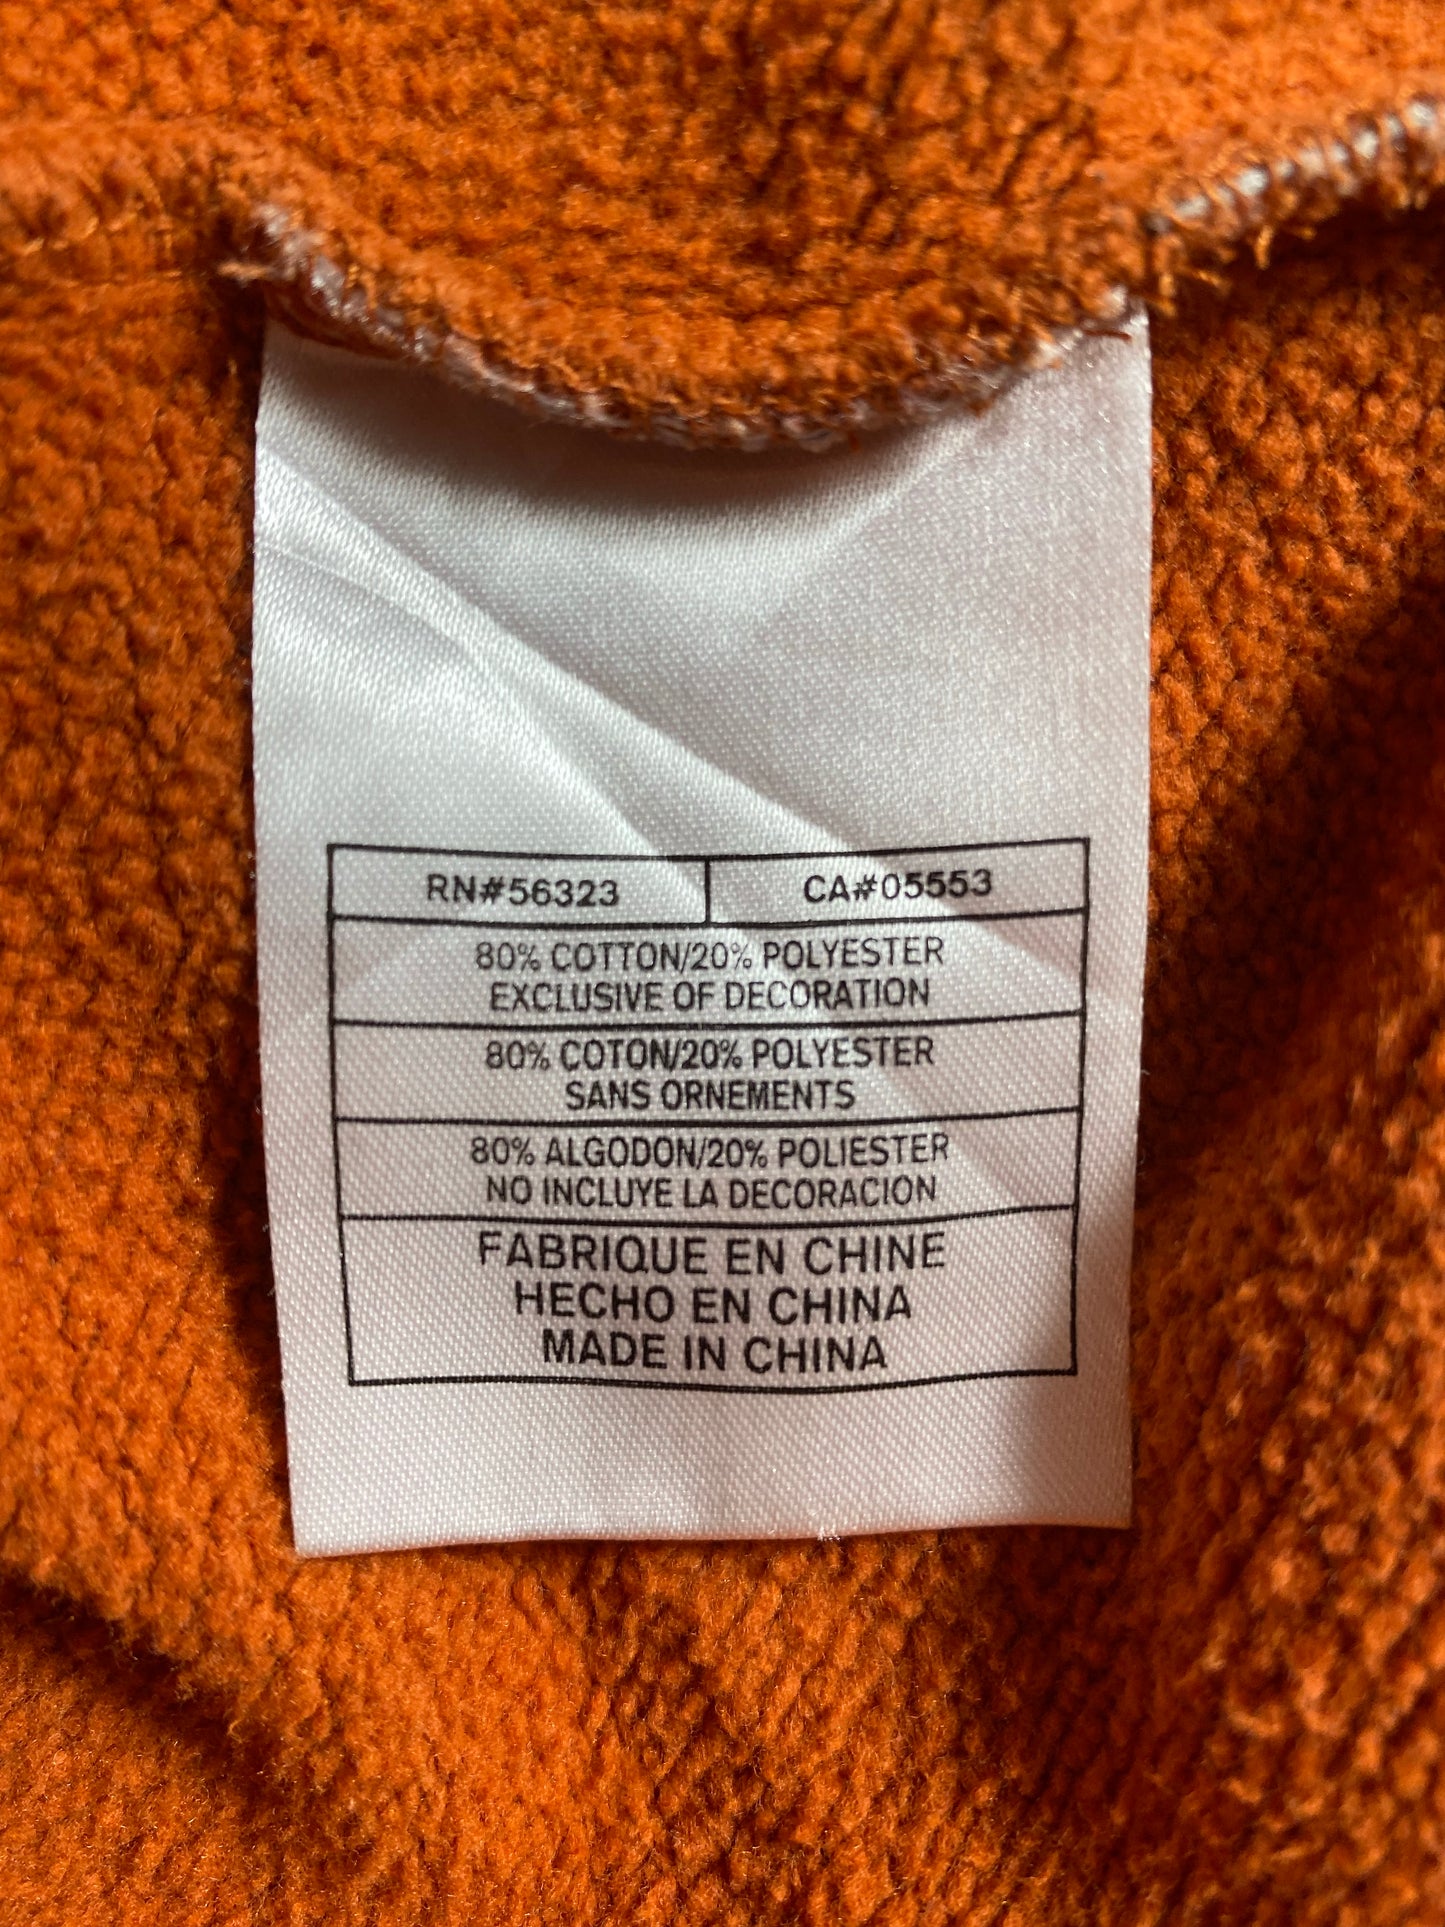 RN#56323 CA#05553
80% COTTON/20% POLYESTER
EXCLUSIVE OF DECORATION
80% COTON/20% POLYESTER
SANS ORNEMENTS
80% ALGODON/20% POLIESTER
NO INCLUYE LA DECORACION
FABRIQUE EN CHINE
HECHO EN CHINA
MADE IN CHINA